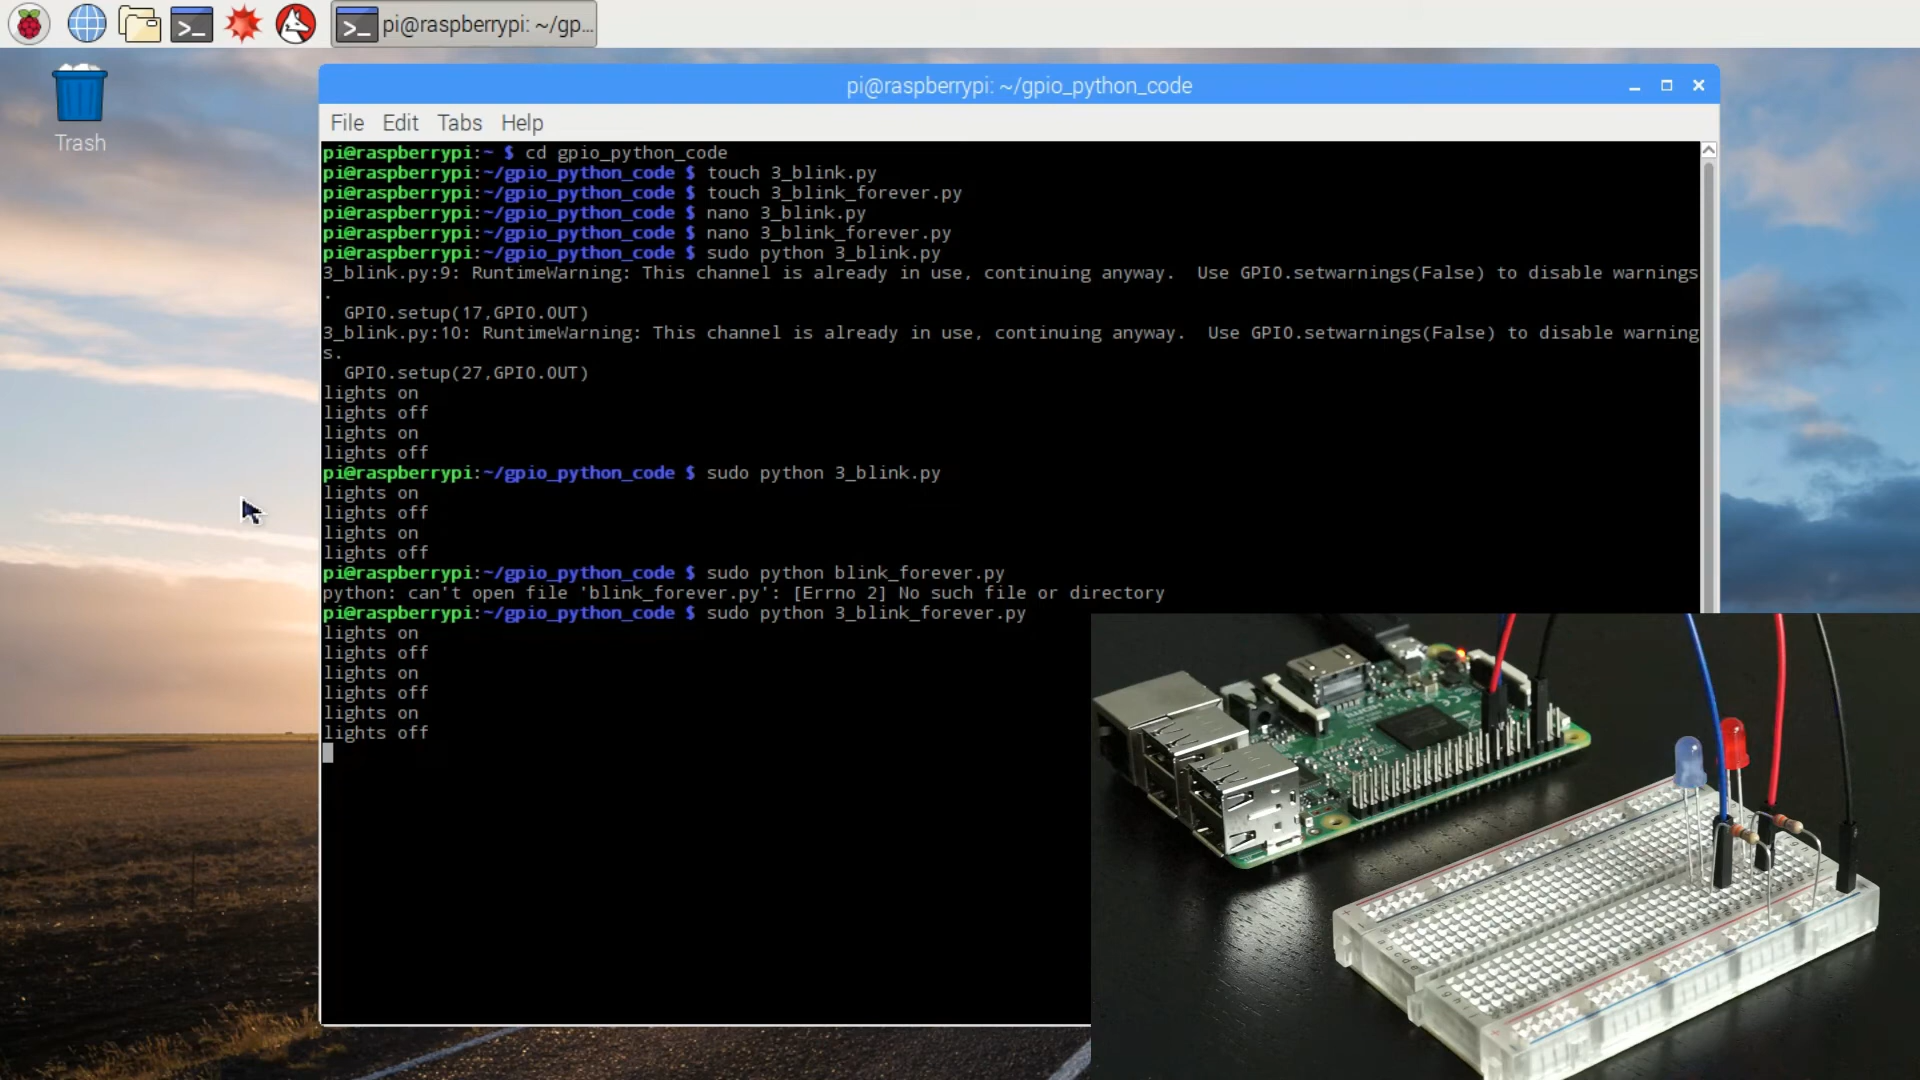 pi@raspberrypi: ~/gp...
Trash
pi@raspberrypi: ~/gpio_python_code
File Edit Tabs Help
pi@raspberrypi:~ $ cd gpio_python_code
pi@raspberrypi:~/gpio_python_code $ touch 3_blink.py
pi@raspberrypi:~/gpio_python_code $ touch 3_blink_forever.py
pi@raspberrypi:~/gpio_python_code $ nano 3_blink.py
pi@raspberrypi:~/gpio_python_code $ nano 3_blink_forever.py
pi@raspberrypi:~/gpio_python_code $ sudo python 3_blink.py
3_blink.py:9: RuntimeWarning: This channel is already in use, continuing anyway.  Use GPIO.setwarnings(False) to disable warnings
.
  GPIO.setup(17,GPIO.OUT)
3_blink.py:10: RuntimeWarning: This channel is already in use, continuing anyway.  Use GPIO.setwarnings(False) to disable warning
s.
  GPIO.setup(27,GPIO.OUT)
lights on
lights off
lights on
lights off
pi@raspberrypi:~/gpio_python_code $ sudo python 3_blink.py
lights on
lights off
lights on
lights off
pi@raspberrypi:~/gpio_python_code $ sudo python blink_forever.py
python: can't open file 'blink_forever.py': [Errno 2] No such file or directory
pi@raspberrypi:~/gpio_python_code $ sudo python 3_blink_forever.py
lights on
lights off
lights on
lights off
lights on
lights off